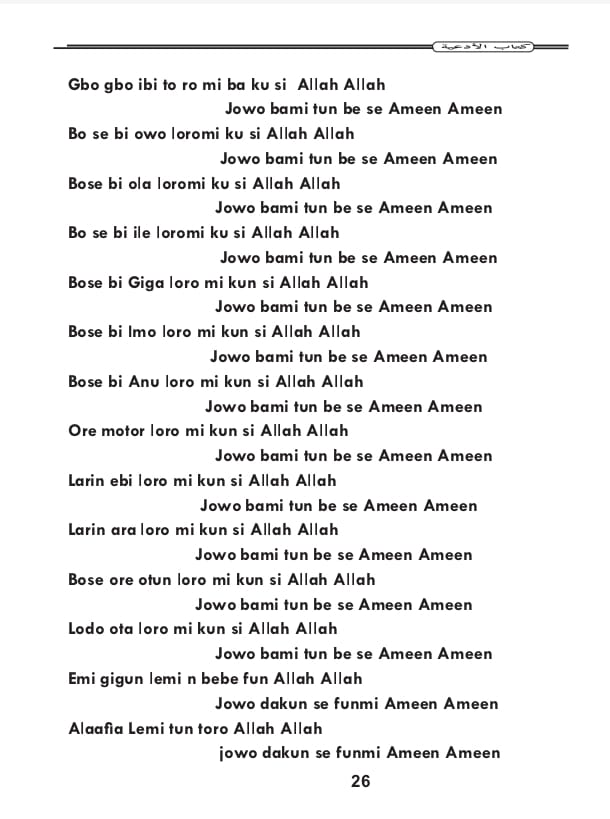 كتاب الأدعية
Gbo gbo ibi to ro mi ba ku si Allah Allah
Jowo bami tun be se Ameen Ameen
Bo se bi owo loromi ku si Allah Allah
Jowo bami tun be se Ameen Ameen
Bose bi ola loromi ku si Allah Allah
Jowo bami tun be se Ameen Ameen
Bo se bi ile loromi ku si Allah Allah
Jowo bami tun be se Ameen Ameen
Bose bi Giga loro mi kun si Allah Allah
Jowo bami tun be se Ameen Ameen
Bose bi Imo loro mi kun si Allah Allah
Jowo bami tun be se Ameen Ameen
Bose bi Anu loro mi kun si Allah Allah
Jowo bami tun be se Ameen Ameen
Ore motor loro mi kun si Allah Allah
Jowo bami tun be se Ameen Ameen
Larin ebi loro mi kun si Allah Allah
Jowo bami tun be se Ameen Ameen
Larin ara loro mi kun si Allah Allah
Jowo bami tun be se Ameen Ameen
Bose ore otun loro mi kun si Allah Allah
Jowo bami tun be se Ameen Ameen
Lodo ota loro mi kun si Allah Allah
Jowo bami tun be se Ameen Ameen
Emi gigun lemi n bebe fun Allah Allah
Jowo dakun se funmi Ameen Ameen
Alaafia Lemi tun toro Allah Allah
jowo dakun se funmi Ameen Ameen
26